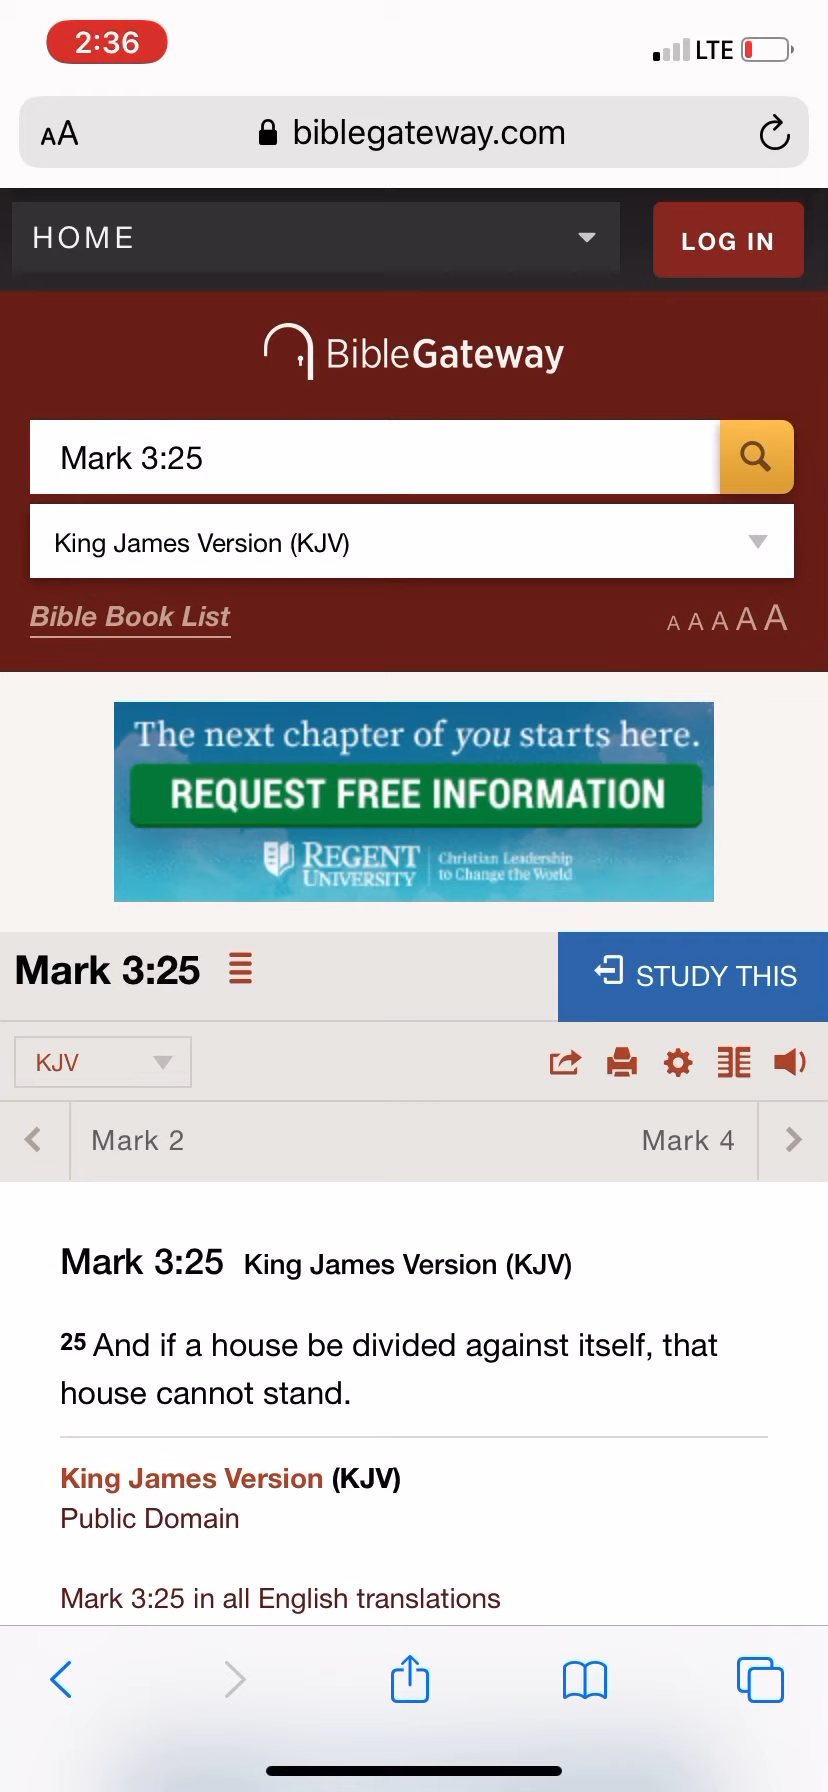 2:36 LTE
AA biblegateway.com
HOME LOG IN
BibleGateway
Mark 3:25
King James Version (KJV)
Bible Book List A A A A A
The next chapter of you starts here.
REQUEST FREE INFORMATION
REGENT UNIVERSITY
Christian Leadership
to Change the World
Mark 3:25 STUDY THIS
KJV
Mark 2 Mark 4
Mark 3:25 King James Version (KJV)
25 And if a house be divided against itself, that
house cannot stand.
King James Version (KJV)
Public Domain
Mark 3:25 in all English translations